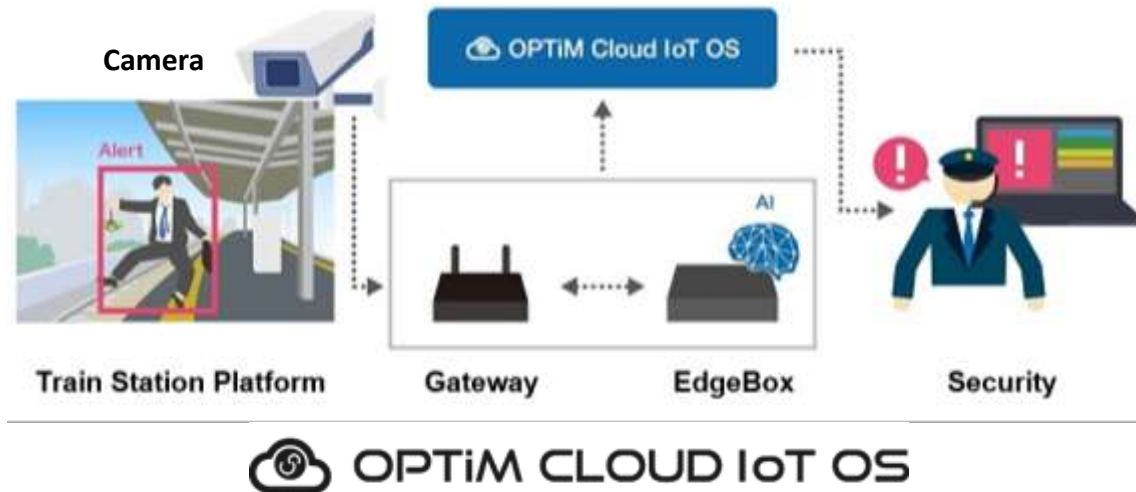 Camera
OPTiM Cloud IoT OS
Alert
AI
Train Station Platform
Gateway
EdgeBox
Security
OPTiM CLOUD IoT OS